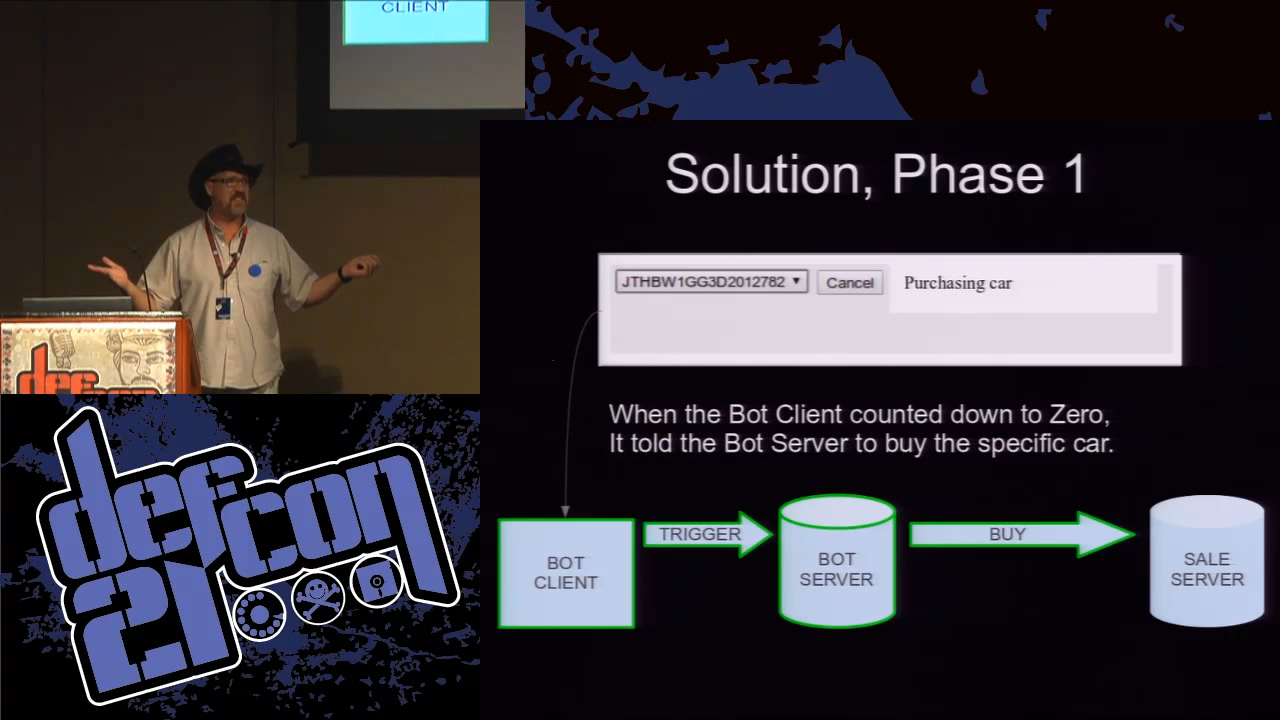 CLIENT
Solution, Phase 1
JTHBW1GG3D2012782 Cancel Purchasing car
When the Bot Client counted down to Zero,
It told the Bot Server to buy the specific car.
BOT
CLIENT
TRIGGER
BOT
SERVER
BUY
SALE
SERVER
defcon
defcon
21